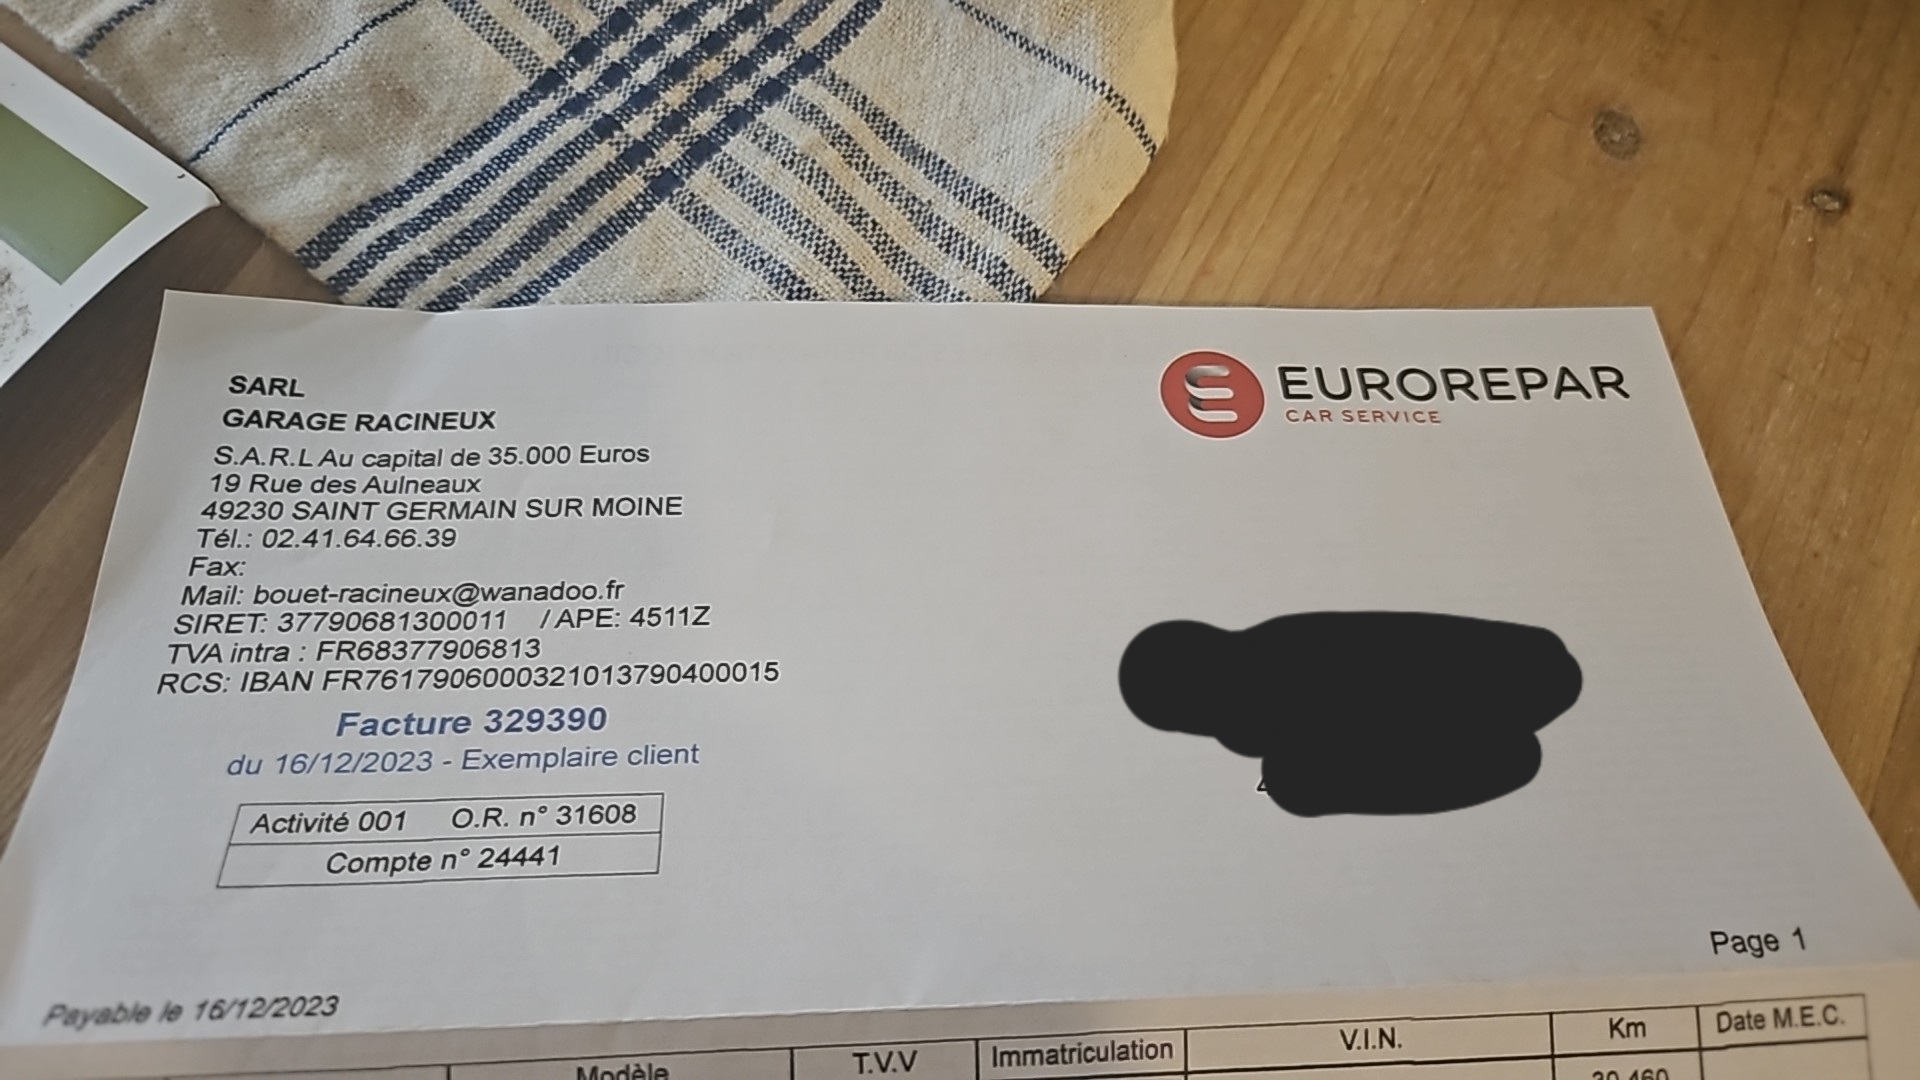 SARL
GARAGE RACINEUX
S.A.R.L Au capital de 35.000 Euros
19 Rue des Aulneaux
49230 SAINT GERMAIN SUR MOINE
Tél.: 02.41.64.66.39
Fax:
Mail: bouet-racineux@wanadoo.fr
SIRET: 37790681300011 / APE: 4511Z
TVA intra : FR68377906813
RCS: IBAN FR7617906000321013790400015
Facture 329390
du 16/12/2023 - Exemplaire client
Activité 001 O.R. n° 31608
Compte n° 24441
EUROREPAR
CAR SERVICE
Page 1
Payable le 16/12/2023
Modèle T.V.V Immatriculation V.I.N. Km Date M.E.C.